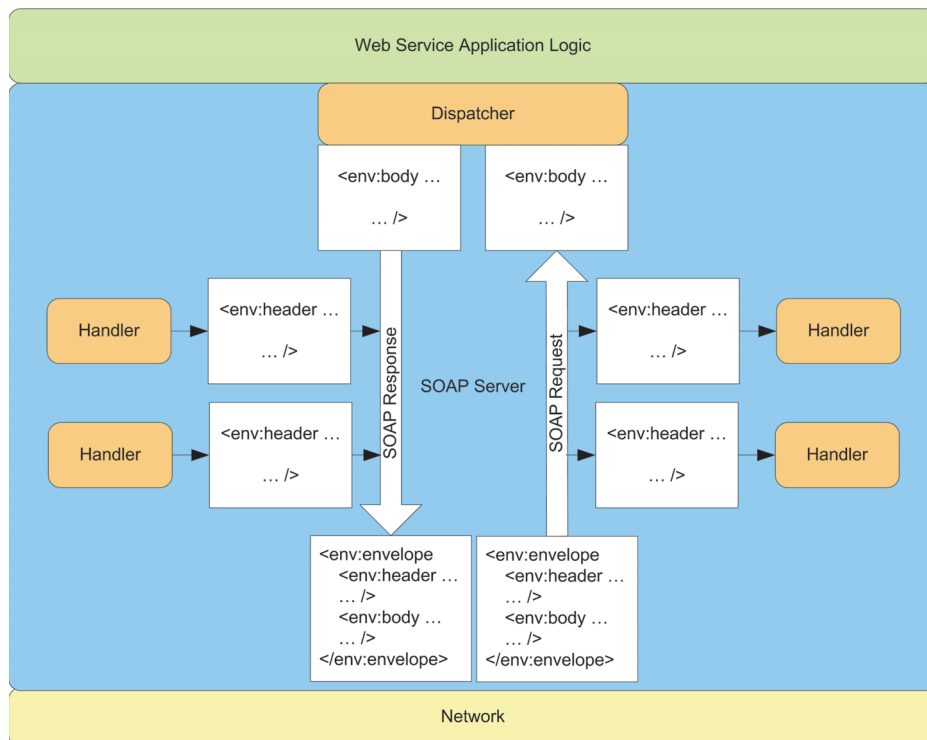 Web Service Application Logic
Dispatcher
<env:body …
… />
<env:body …
… />
Handler
<env:header …
… />
SOAP Response
SOAP Server
SOAP Request
<env:header …
… />
Handler
Handler
<env:header …
… />
<env:header …
… />
Handler
<env:envelope
<env:header …
… />
<env:body …
… />
</env:envelope>
<env:envelope
<env:header …
… />
<env:body …
… />
</env:envelope>
Network